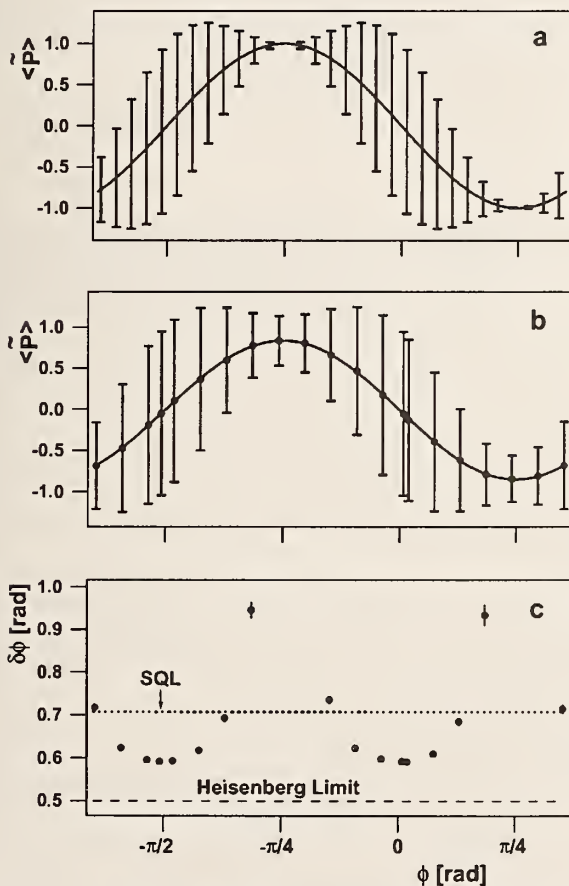 a
1.0
0.5
0.0
-0.5
-1.0
<P̃>
b
1.0
0.5
0.0
-0.5
-1.0
<P̃>
c
1.0
0.9
0.8
0.7
0.6
0.5
δϕ [rad]
SQL
Heisenberg Limit
-π/2
-π/4
0
π/4
ϕ [rad]